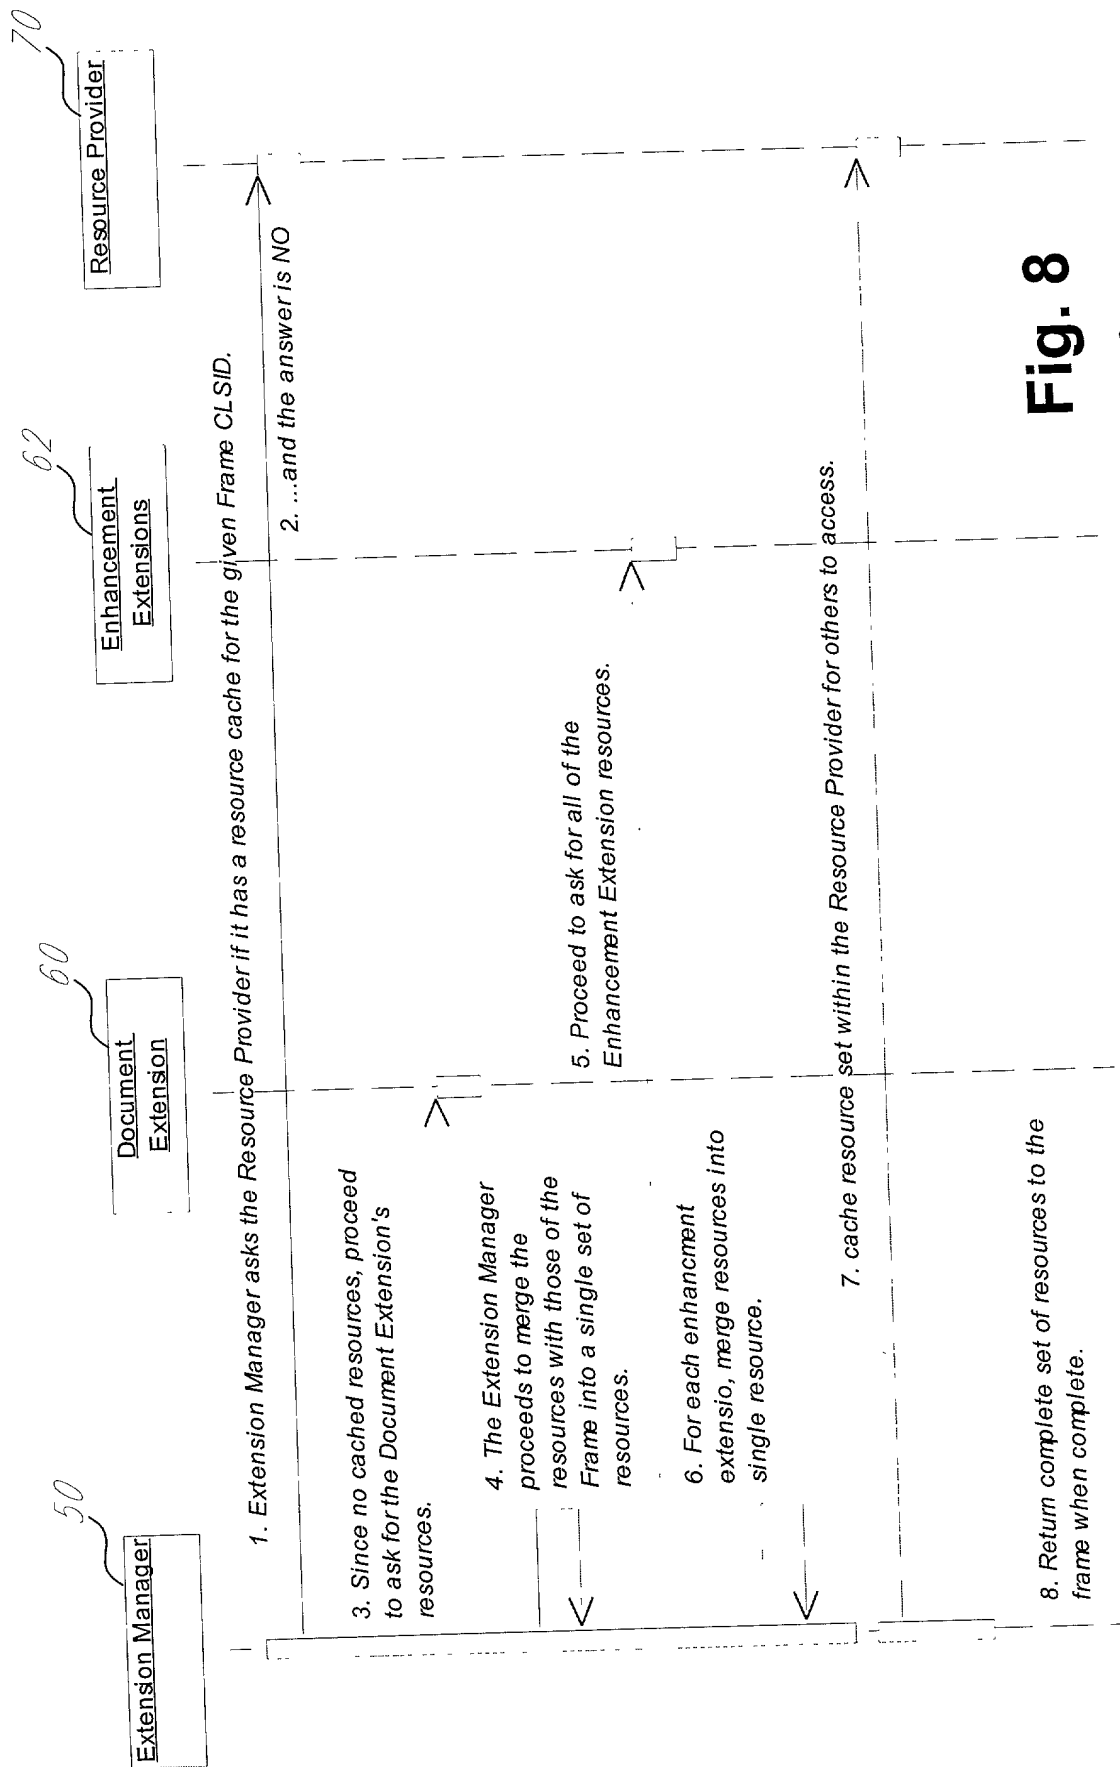 50
Extension Manager
60
Document
Extension
62
Enhancement
Extensions
70
Resource Provider
1. Extension Manager asks the Resource Provider if it has a resource cache for the given Frame CLSID.
2. ...and the answer is NO
3. Since no cached resources, proceed
to ask for the Document Extension's
resources.
4. The Extension Manager
proceeds to merge the
resources with those of the
Frame into a single set of
resources.
5. Proceed to ask for all of the
Enhancement Extension resources.
6. For each enhancment
extensio, merge resources into
single resource.
7. cache resource set within the Resource Provider for others to access.
8. Return complete set of resources to the
frame when complete.
Fig. 8